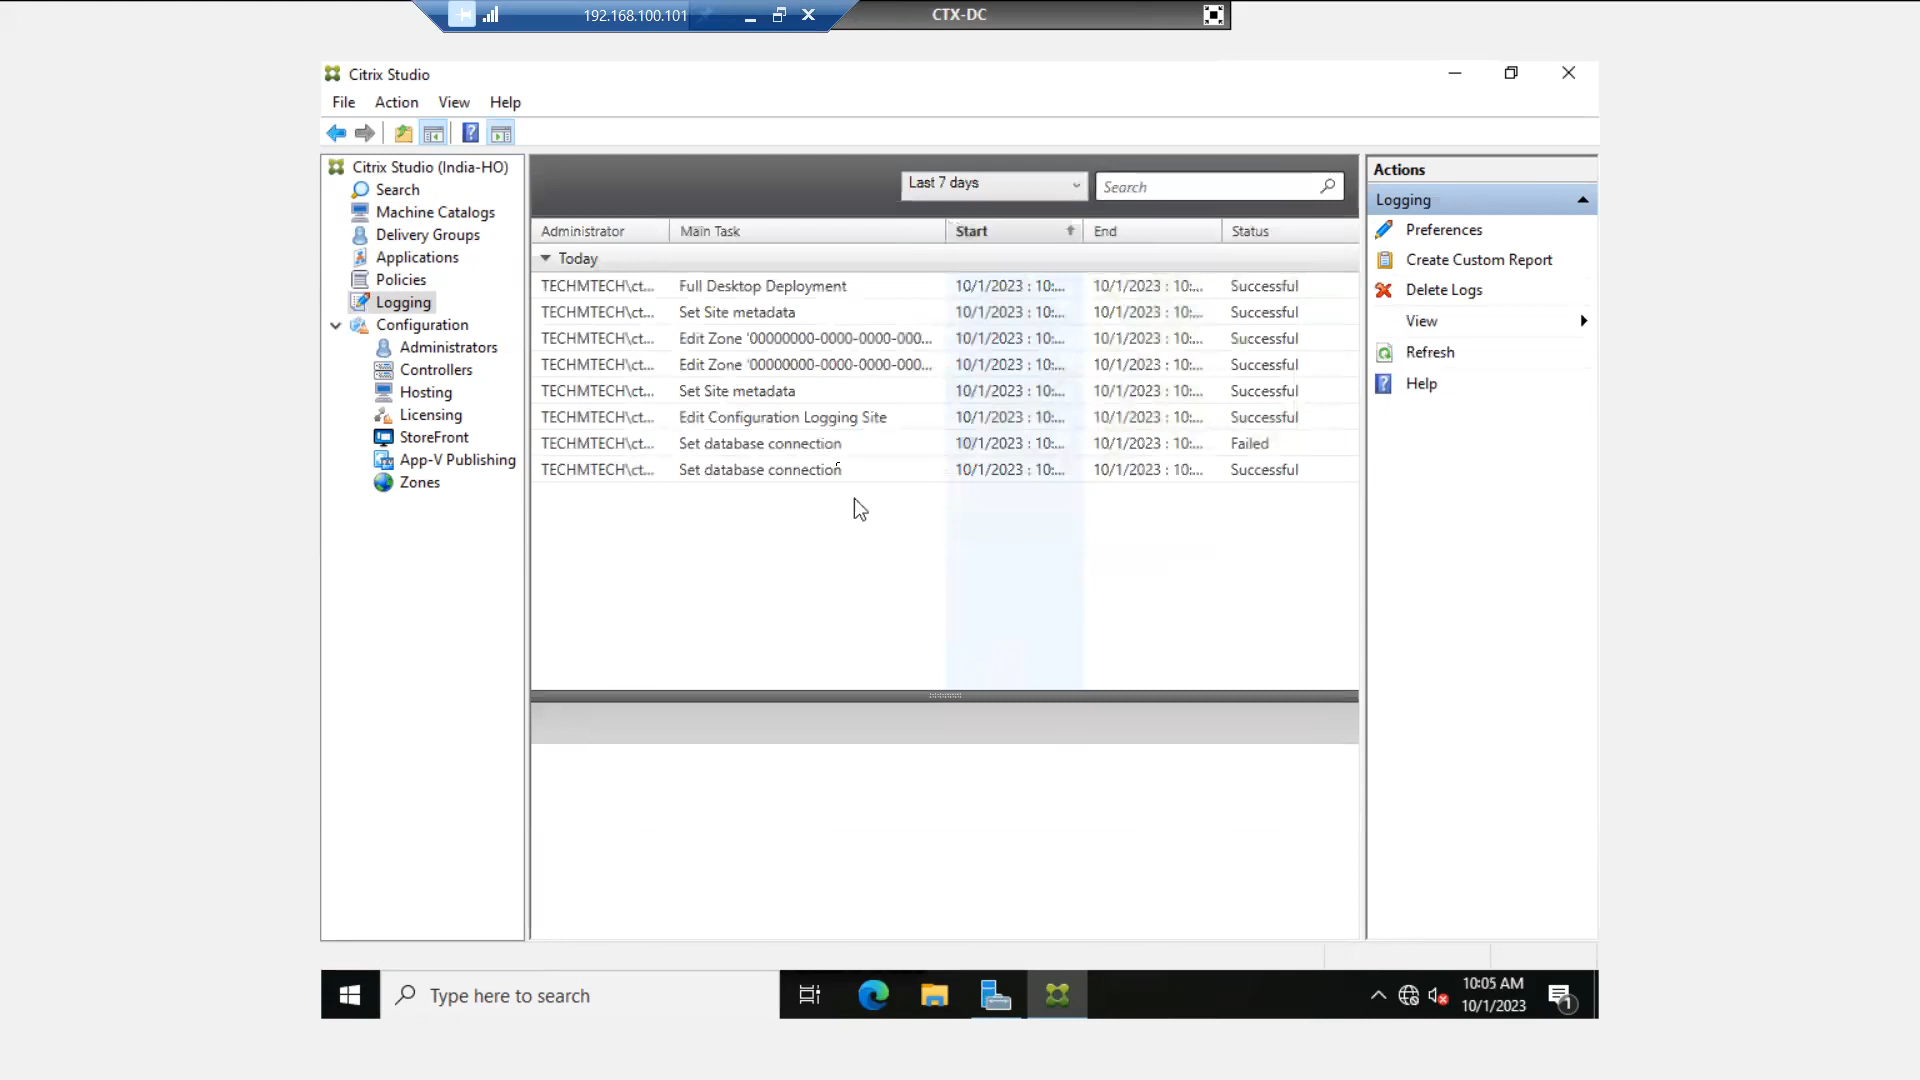 192.168.100.101
CTX-DC
Citrix Studio
File Action View Help
Citrix Studio (India-HO)
Search
Machine Catalogs
Delivery Groups
Applications
Policies
Logging
Configuration
Administrators
Controllers
Hosting
Licensing
StoreFront
App-V Publishing
Zones
Last 7 days
Search
Administrator Main Task Start End Status
Today
TECHMTECH\ct... Full Desktop Deployment 10/1/2023 : 10:... 10/1/2023 : 10:... Successful
TECHMTECH\ct... Set Site metadata 10/1/2023 : 10:... 10/1/2023 : 10:... Successful
TECHMTECH\ct... Edit Zone '00000000-0000-0000-000... 10/1/2023 : 10:... 10/1/2023 : 10:... Successful
TECHMTECH\ct... Edit Zone '00000000-0000-0000-000... 10/1/2023 : 10:... 10/1/2023 : 10:... Successful
TECHMTECH\ct... Set Site metadata 10/1/2023 : 10:... 10/1/2023 : 10:... Successful
TECHMTECH\ct... Edit Configuration Logging Site 10/1/2023 : 10:... 10/1/2023 : 10:... Successful
TECHMTECH\ct... Set database connection 10/1/2023 : 10:... 10/1/2023 : 10:... Failed
TECHMTECH\ct... Set database connection 10/1/2023 : 10:... 10/1/2023 : 10:... Successful
Actions
Logging
Preferences
Create Custom Report
Delete Logs
View
Refresh
Help
Type here to search
10:05 AM
10/1/2023
1